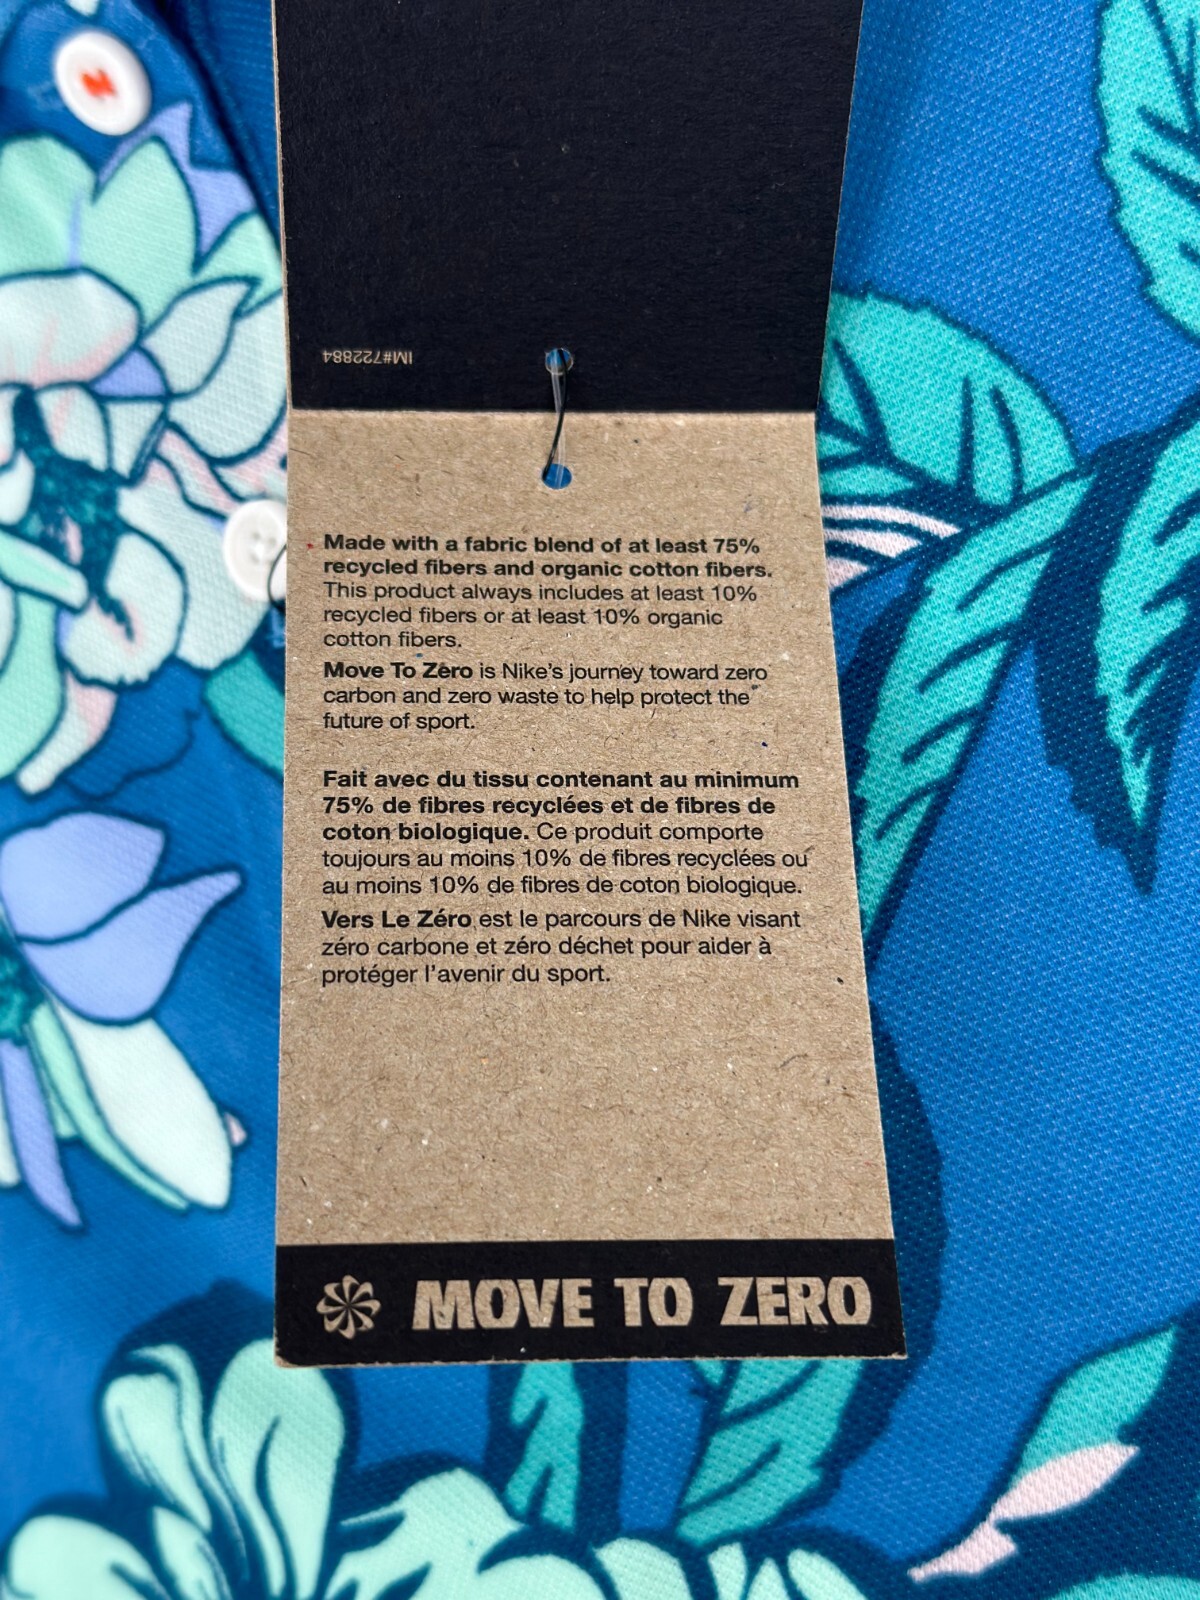 IM#722884
Made with a fabric blend of at least 75%
recycled fibers and organic cotton fibers.
This product always includes at least 10%
recycled fibers or at least 10% organic
cotton fibers.
Move To Zero is Nike's journey toward zero
carbon and zero waste to help protect the
future of sport.
Fait avec du tissu contenant au minimum
75% de fibres recyclées et de fibres de
coton biologique. Ce produit comporte
toujours au moins 10% de fibres recyclées ou
au moins 10% de fibres de coton biologique.
Vers Le Zéro est le parcours de Nike visant
zéro carbone et zéro déchet pour aider à
protéger l'avenir du sport.
MOVE TO ZERO